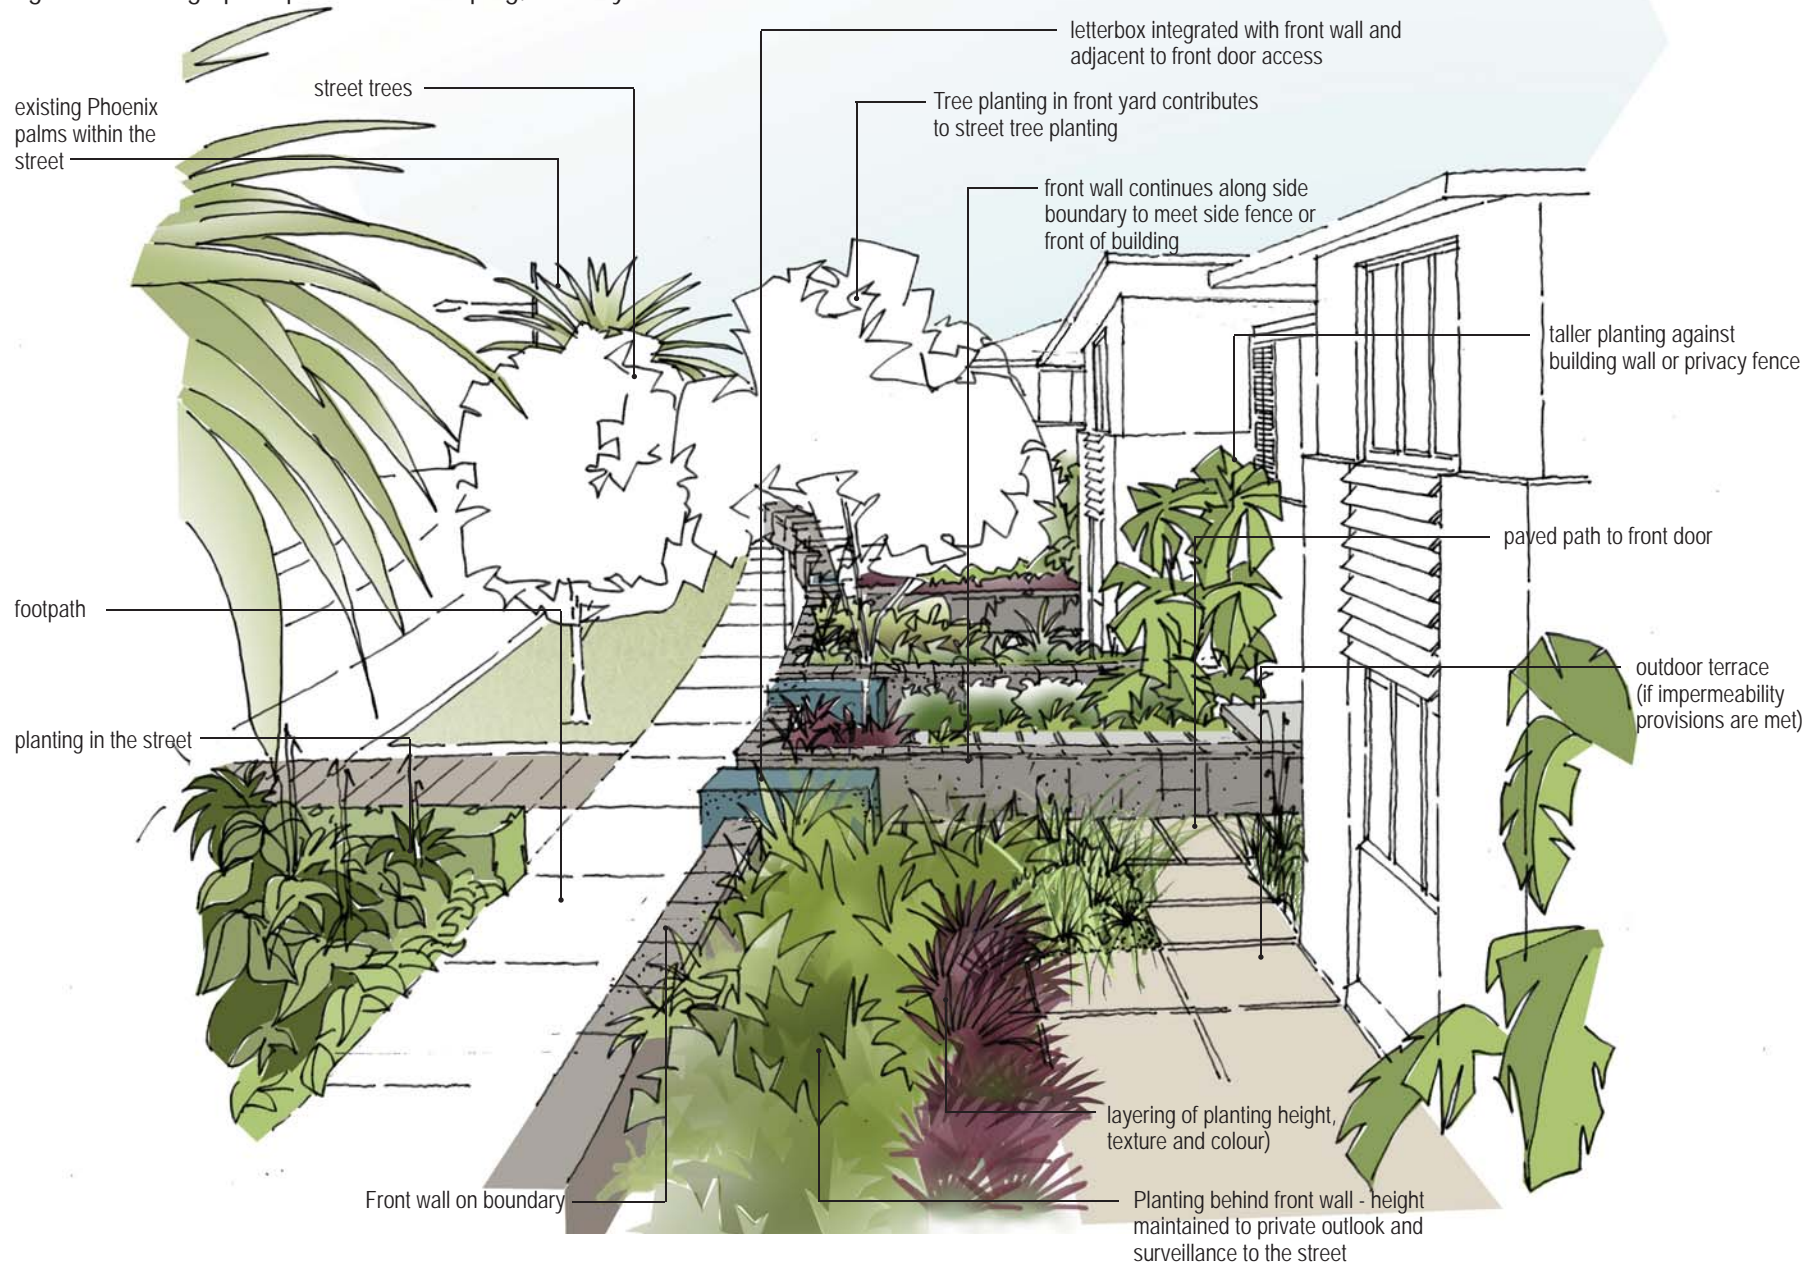 letterbox integrated with front wall and
adjacent to front door access
street trees
Tree planting in front yard contributes
to street tree planting
existing Phoenix
palms within the
street
front wall continues along side
boundary to meet side fence or
front of building
taller planting against
building wall or privacy fence
paved path to front door
footpath
outdoor terrace
(if impermeability
provisions are met)
planting in the street
layering of planting height,
texture and colour)
Front wall on boundary
Planting behind front wall - height
maintained to private outlook and
surveillance to the street